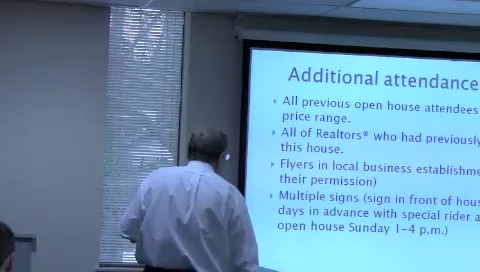 Additional attendance
All previous open house attendees
price range.
All of Realtors® who had previously
this house.
Flyers in local business establishme
their permission)
Multiple signs (sign in front of hou
days in advance with special rider a
open house Sunday 1-4 p.m.)